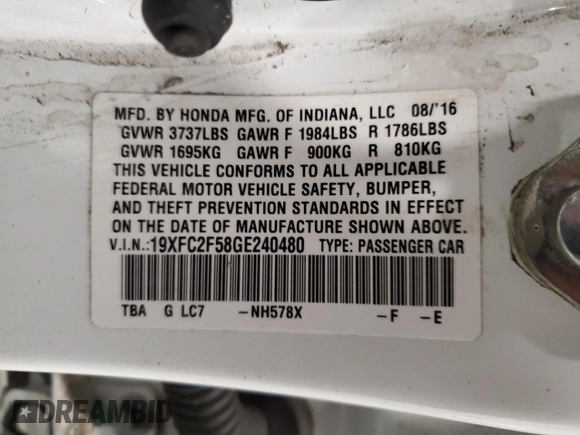 MFD. BY HONDA MFG. OF INDIANA, LLC 08/'16
GVWR 3737LBS GAWR F 1984LBS R 1786LBS
GVWR 1695KG GAWR F 900KG R 810KG
THIS VEHICLE CONFORMS TO ALL APPLICABLE
FEDERAL MOTOR VEHICLE SAFETY, BUMPER,
AND THEFT PREVENTION STANDARDS IN EFFECT
ON THE DATE OF MANUFACTURE SHOWN ABOVE.
V.I.N.:19XFC2F58GE240480 TYPE: PASSENGER CAR
TBA G LC7 -NH578X -F -E
DREAMBID